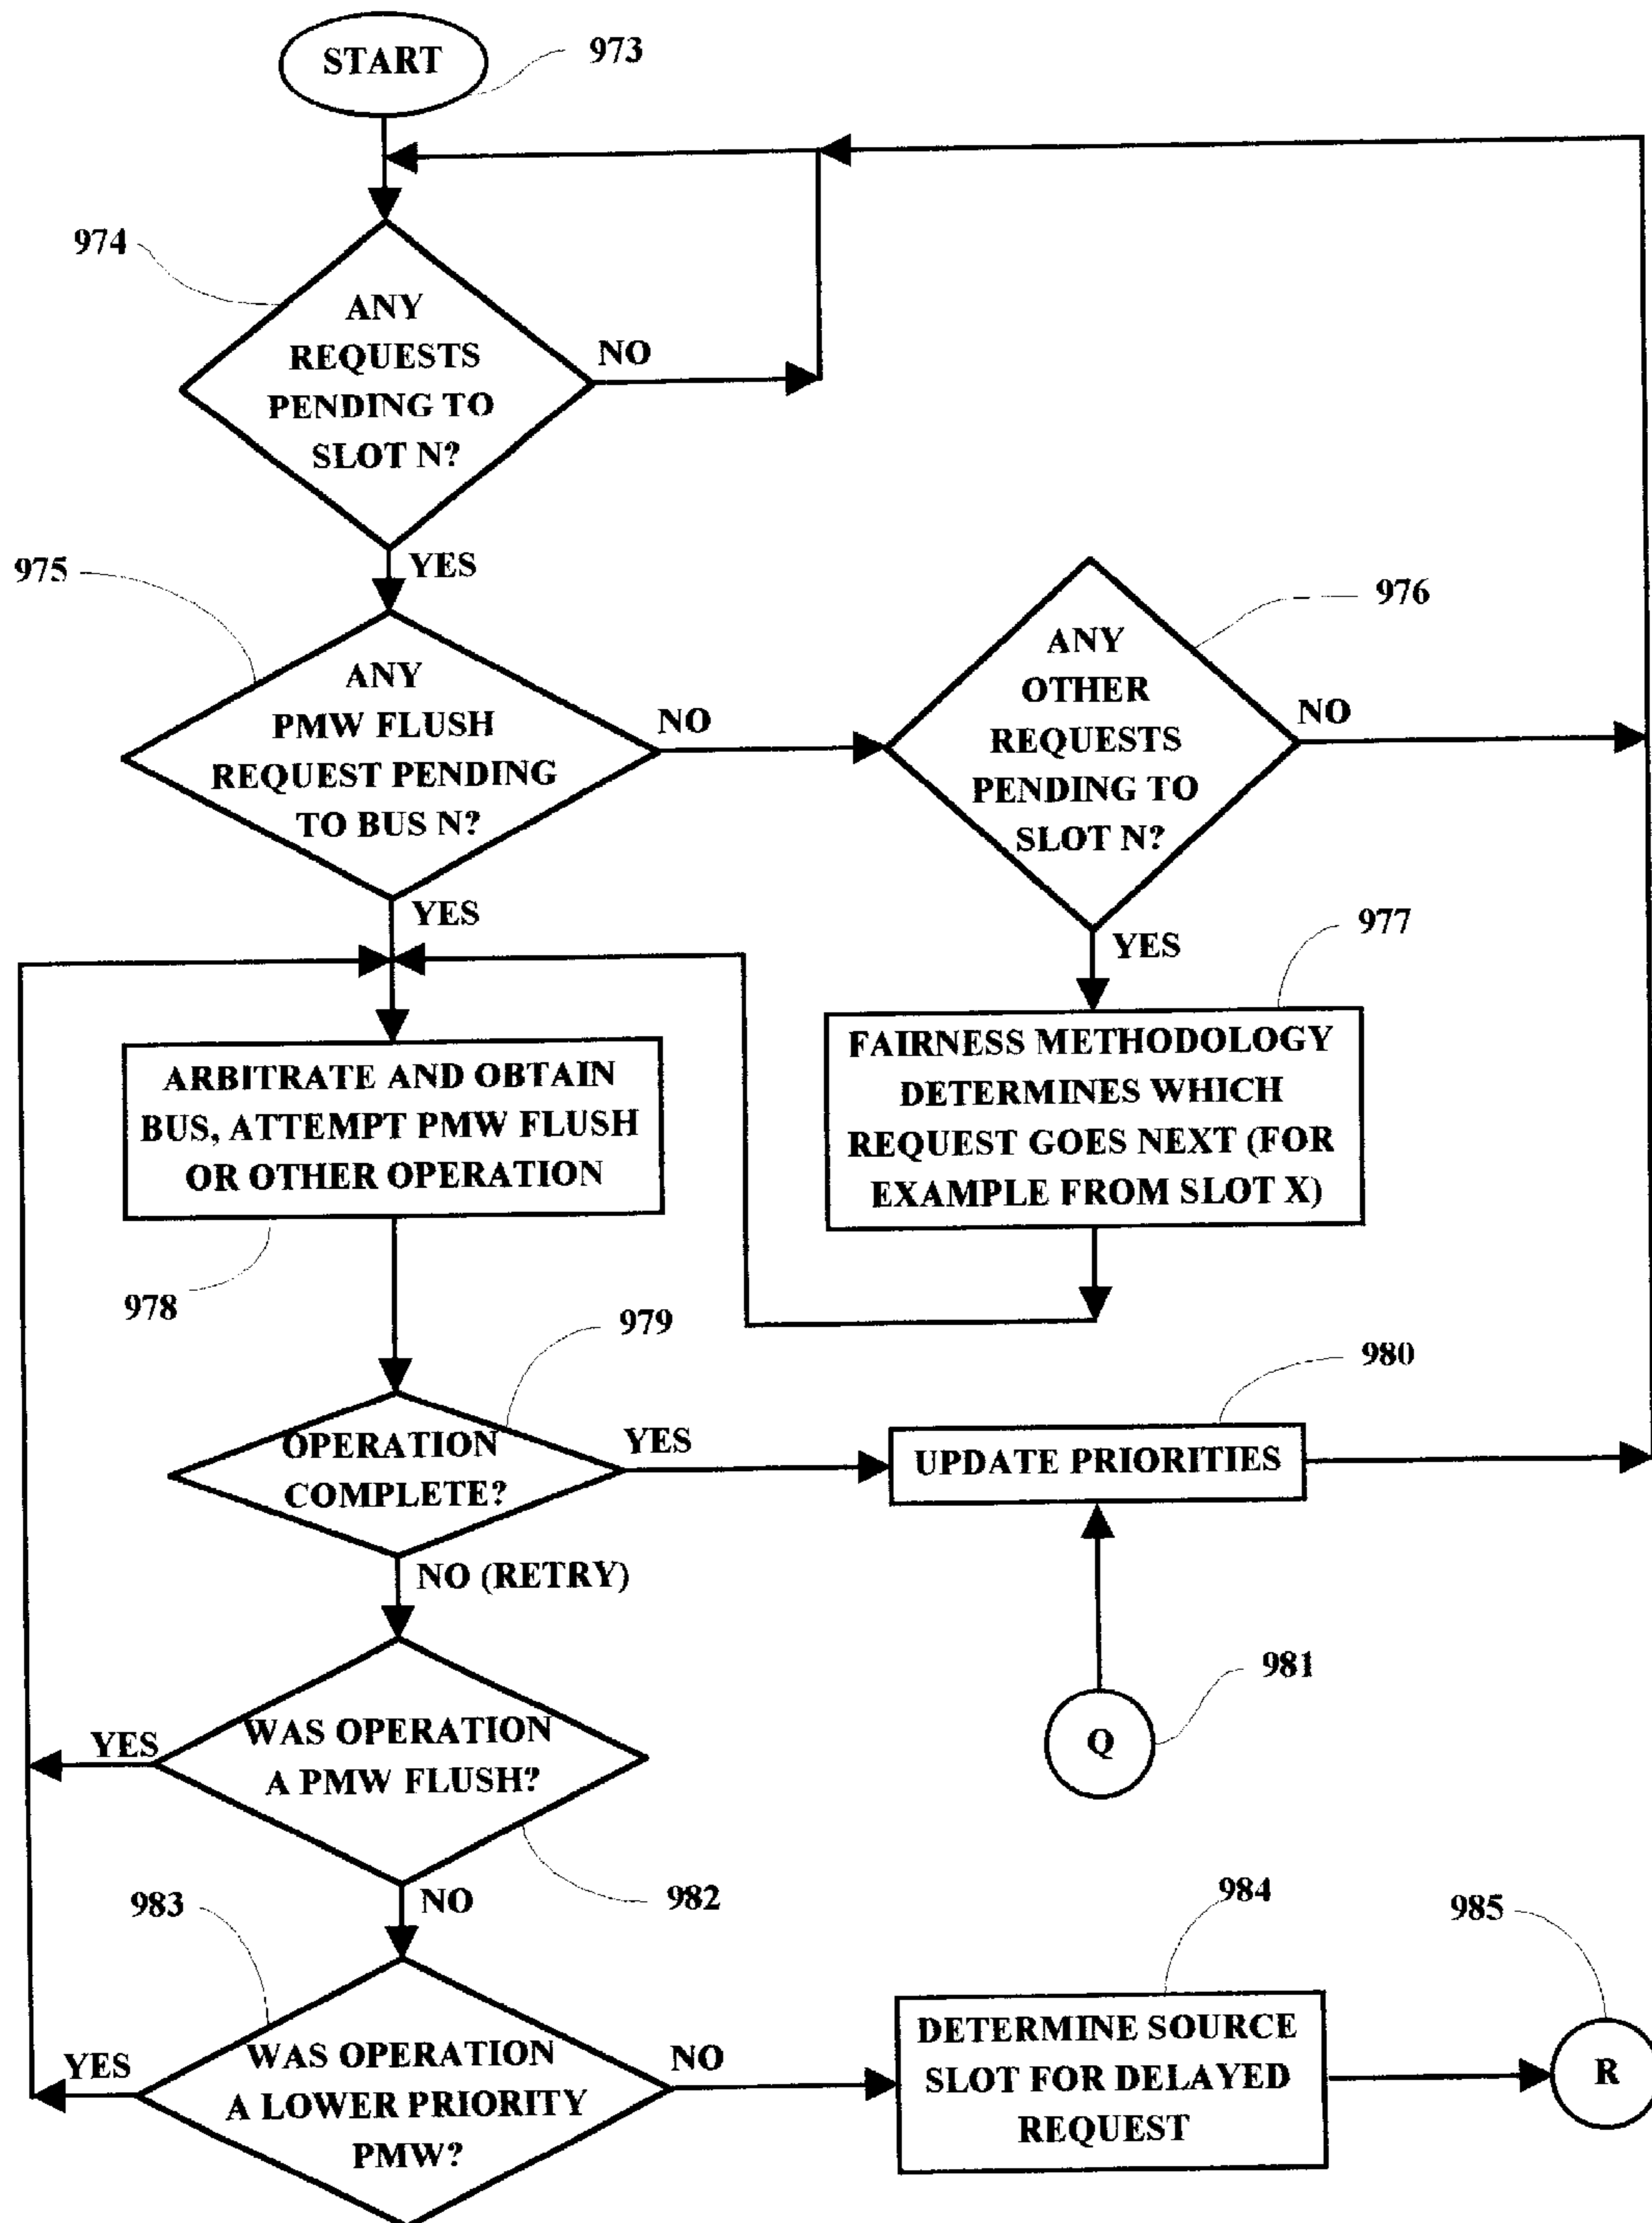 START
973
974
ANY
REQUESTS
PENDING TO
SLOT N?
NO
YES
975
ANY
PMW FLUSH
REQUEST PENDING
TO BUS N?
NO
YES
976
ANY
OTHER
REQUESTS
PENDING TO
SLOT N?
NO
YES
977
FAIRNESS METHODOLOGY
DETERMINES WHICH
REQUEST GOES NEXT (FOR
EXAMPLE FROM SLOT X)
ARBITRATE AND OBTAIN
BUS, ATTEMPT PMW FLUSH
OR OTHER OPERATION
978
979
OPERATION
COMPLETE?
YES
NO (RETRY)
980
UPDATE PRIORITIES
981
Q
WAS OPERATION
A PMW FLUSH?
YES
NO
982
983
WAS OPERATION
A LOWER PRIORITY
PMW?
YES
NO
984
DETERMINE SOURCE
SLOT FOR DELAYED
REQUEST
985
R